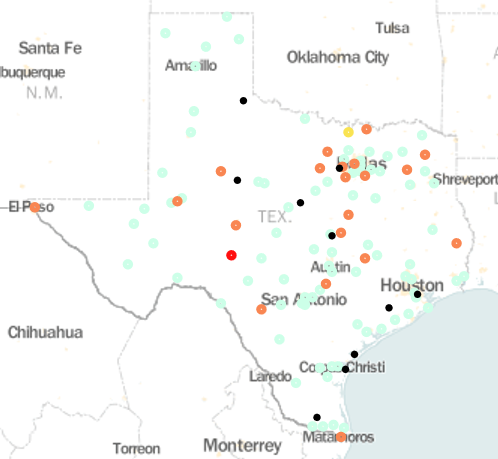 Tulsa
Santa Fe
Oklahoma City
Amarillo
buquerque
N.M.
Dallas
Shreveport
El Paso
TEX.
Austin
Houston
San Antonio
Chihuahua
Corpus Christi
Laredo
Matamoros
Monterrey
Torreon